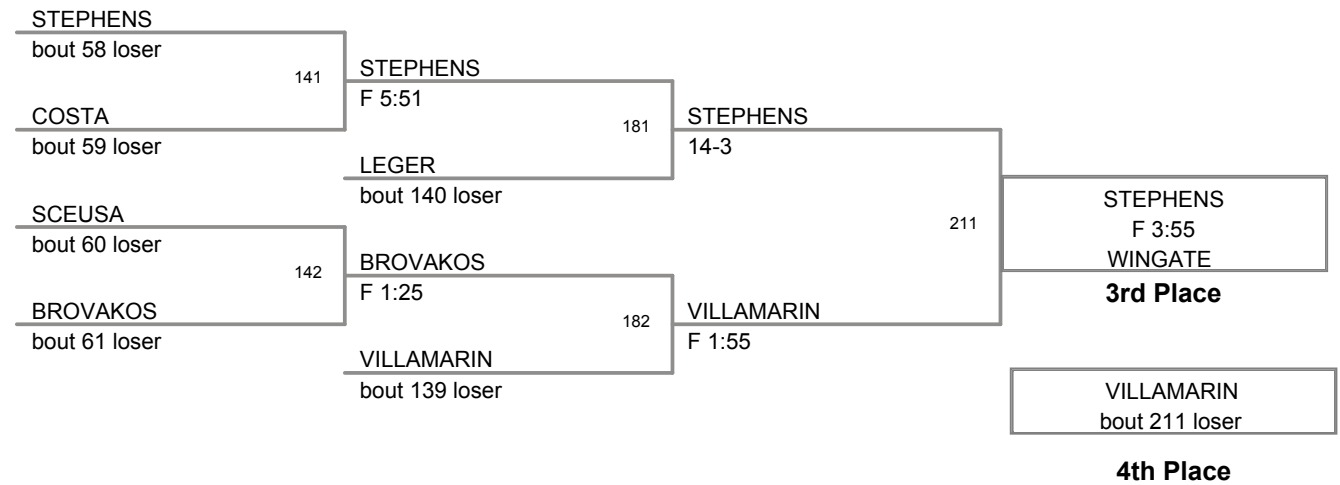 STEPHENS
bout 58 loser
141
STEPHENS
F 5:51
COSTA
bout 59 loser
181
STEPHENS
14-3
LEGER
bout 140 loser
SCEUSA
bout 60 loser
211
STEPHENS
F 3:55
WINGATE
3rd Place
142
BROVAKOS
F 1:25
BROVAKOS
bout 61 loser
182
VILLAMARIN
F 1:55
VILLAMARIN
bout 139 loser
VILLAMARIN
bout 211 loser
4th Place